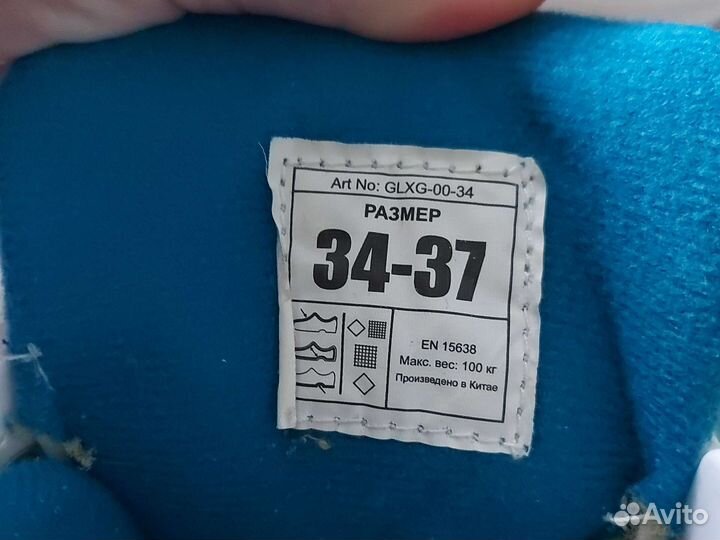 Art No: GLXG-00-34
РАЗМЕР
34-37
EN 15638
Макс. вес: 100 кг
Произведено в Китае
Avito